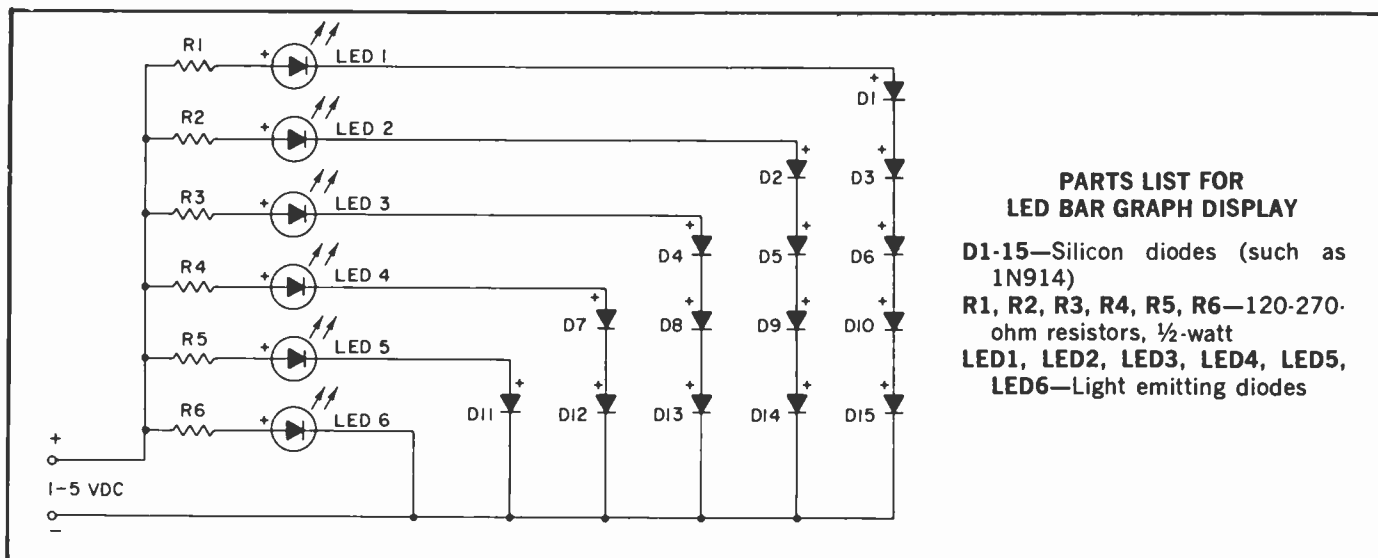 R1
+
LED 1
R2
+
LED 2
R3
+
LED 3
R4
+
LED 4
R5
+
LED 5
R6
+
LED 6
+
1-5 VDC
−
+
D1
+
D2
+
D3
+
D4
+
D5
+
D6
+
D7
+
D8
+
D9
+
D10
+
D11
+
D12
+
D13
+
D14
+
D15
PARTS LIST FOR
LED BAR GRAPH DISPLAY
D1-15—Silicon diodes (such as
1N914)
R1, R2, R3, R4, R5, R6—120-270-
ohm resistors, ½-watt
LED1, LED2, LED3, LED4, LED5,
LED6—Light emitting diodes